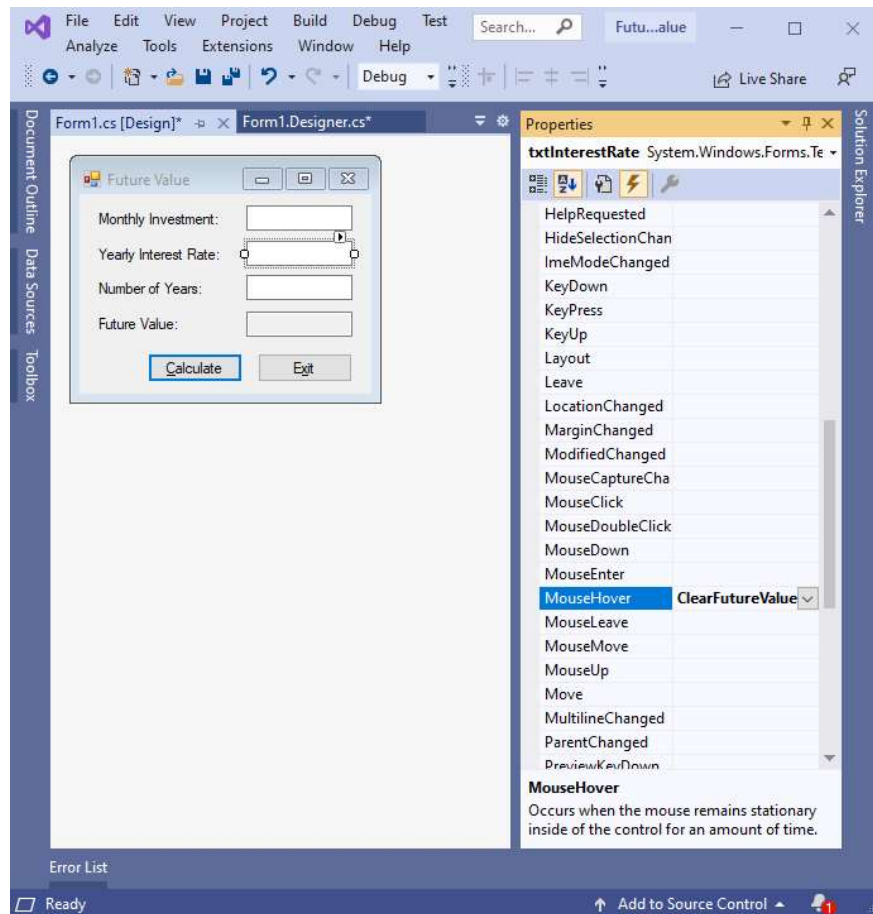 File Edit View Project Build Debug Test Search... Futu...alue
Analyze Tools Extensions Window Help
Debug Live Share
Document Outline
Data Sources
Toolbox
Form1.cs [Design]* Form1.Designer.cs*
Future Value
Monthly Investment:
Yearly Interest Rate:
Number of Years:
Future Value:
Calculate Exit
Properties
txtInterestRate System.Windows.Forms.Te
HelpRequested
HideSelectionChan
ImeModeChanged
KeyDown
KeyPress
KeyUp
Layout
Leave
LocationChanged
MarginChanged
ModifiedChanged
MouseCaptureCha
MouseClick
MouseDoubleClick
MouseDown
MouseEnter
MouseHover ClearFutureValue
MouseLeave
MouseMove
MouseUp
Move
MultilineChanged
ParentChanged
PreviewKeyDown
MouseHover
Occurs when the mouse remains stationary
inside of the control for an amount of time.
Solution Explorer
Error List
Ready Add to Source Control 1